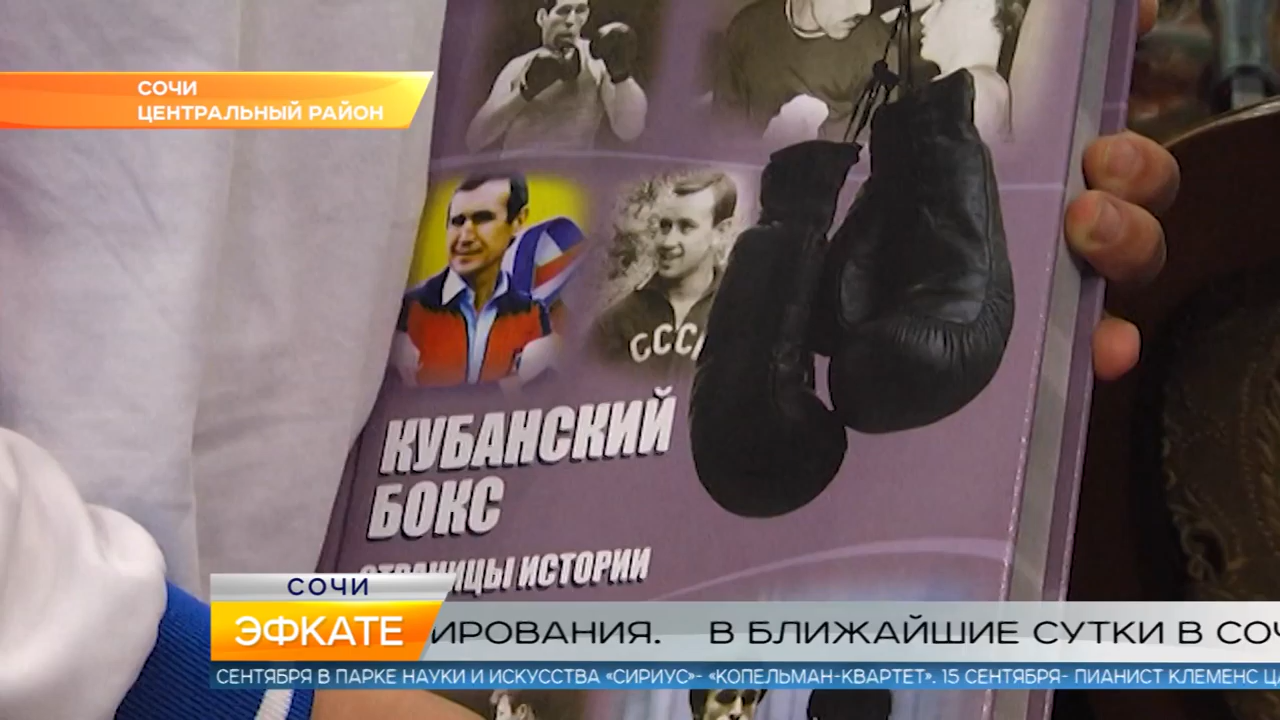 СОЧИ
ЦЕНТРАЛЬНЫЙ РАЙОН
СССР
КУБАНСКИЙ
БОКС
СТРАНИЦЫ ИСТОРИИ
СОЧИ
ЭФКАТЕ
ИРОВАНИЯ. В БЛИЖАЙШИЕ СУТКИ В СОЧ
СЕНТЯБРЯ В ПАРКЕ НАУКИ И ИСКУССТВА «СИРИУС»- «КОПЕЛЬМАН-КВАРТЕТ». 15 СЕНТЯБРЯ- ПИАНИСТ КЛЕМЕНС ЦА